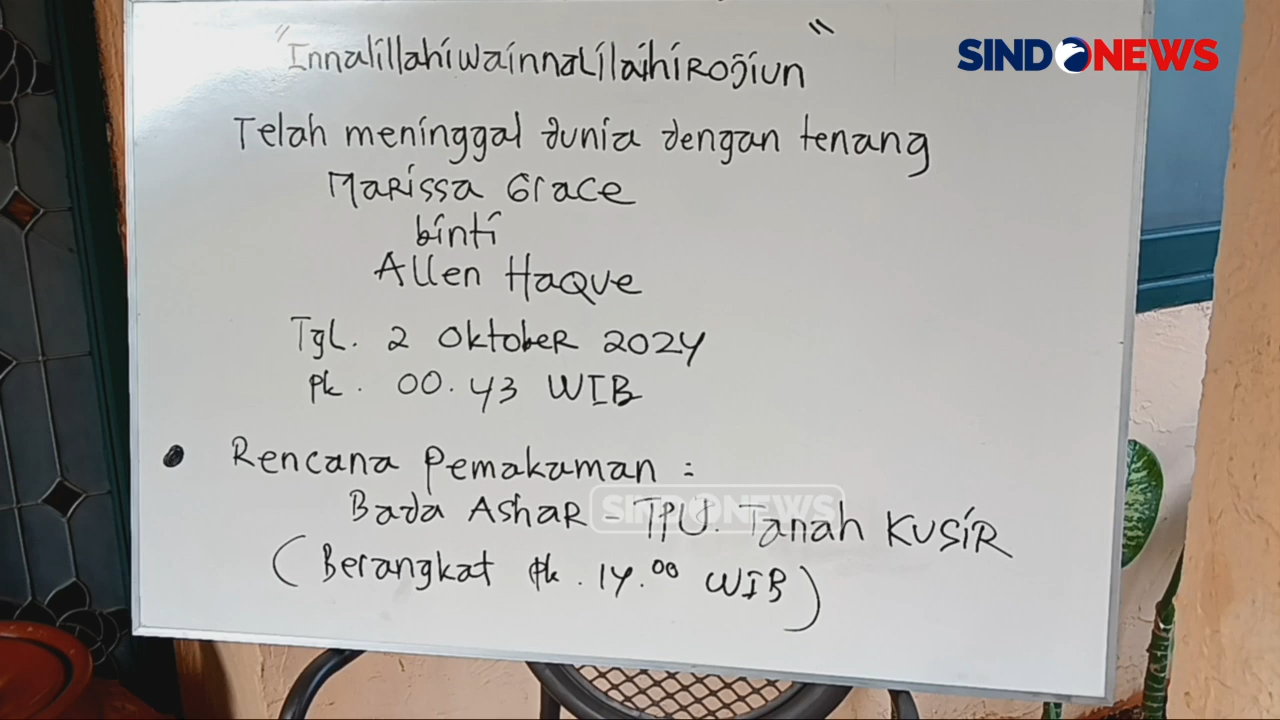 SINDONEWS
"Innalillahiwainnalilaihirojiun"
Telah meninggal dunia dengan tenang
Marissa Grace
binti
Allen Haque
Tgl. 2 Oktober 2024
pk. 00.43 WIB
• Rencana Pemakaman :
Bada Ashar - TPU. Tanah Kusir
SINDONEWS
(Berangkat pk. 14.00 WIB)